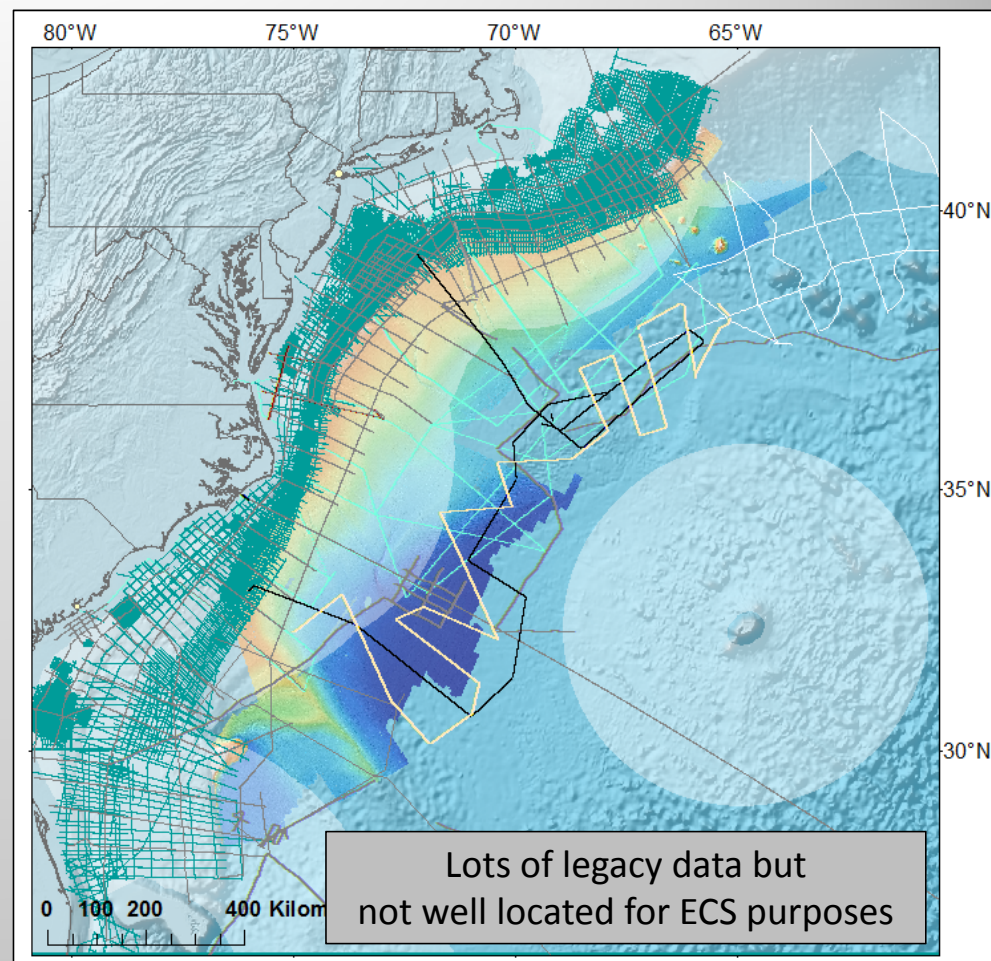 80°W 75°W 70°W 65°W
40°N
35°N
30°N
Lots of legacy data but
not well located for ECS purposes
0 100 200 400 Kilom